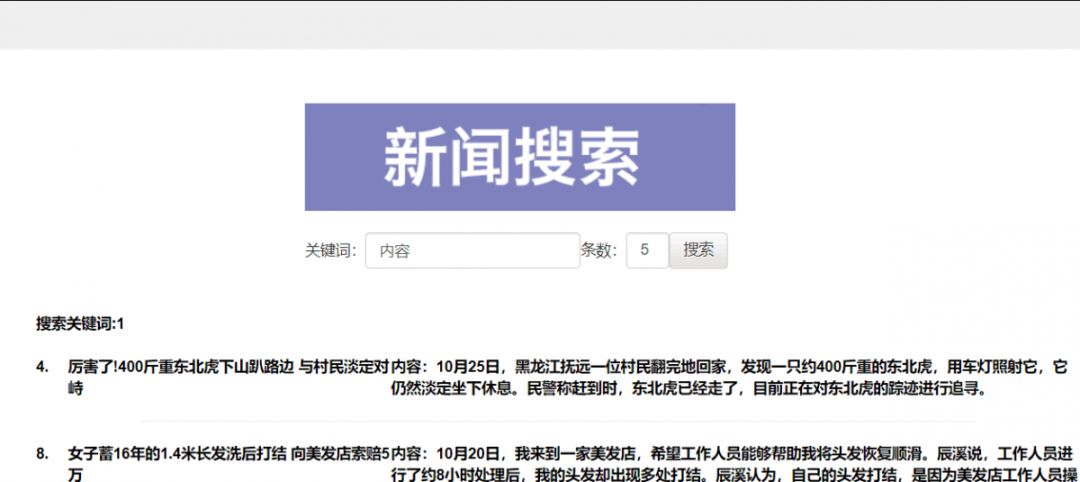 新闻搜索
关键词： 内容 条数： 5 搜索
搜索关键词:1
4. 厉害了!400斤重东北虎下山趴路边 与村民淡定对 内容：10月25日，黑龙江抚远一位村民翻完地回家，发现一只约400斤重的东北虎，用车灯照射它，它
峙 仍然淡定坐下休息。民警称赶到时，东北虎已经走了，目前正在对东北虎的踪迹进行追寻。
8. 女子蓄16年的1.4米长发洗后打结 向美发店索赔5 内容：10月20日，我来到一家美发店，希望工作人员能够帮助我将头发恢复顺滑。辰溪说，工作人员进
万 行了约8小时处理后，我的头发却出现多处打结。辰溪认为，自己的头发打结，是因为美发店工作人员操